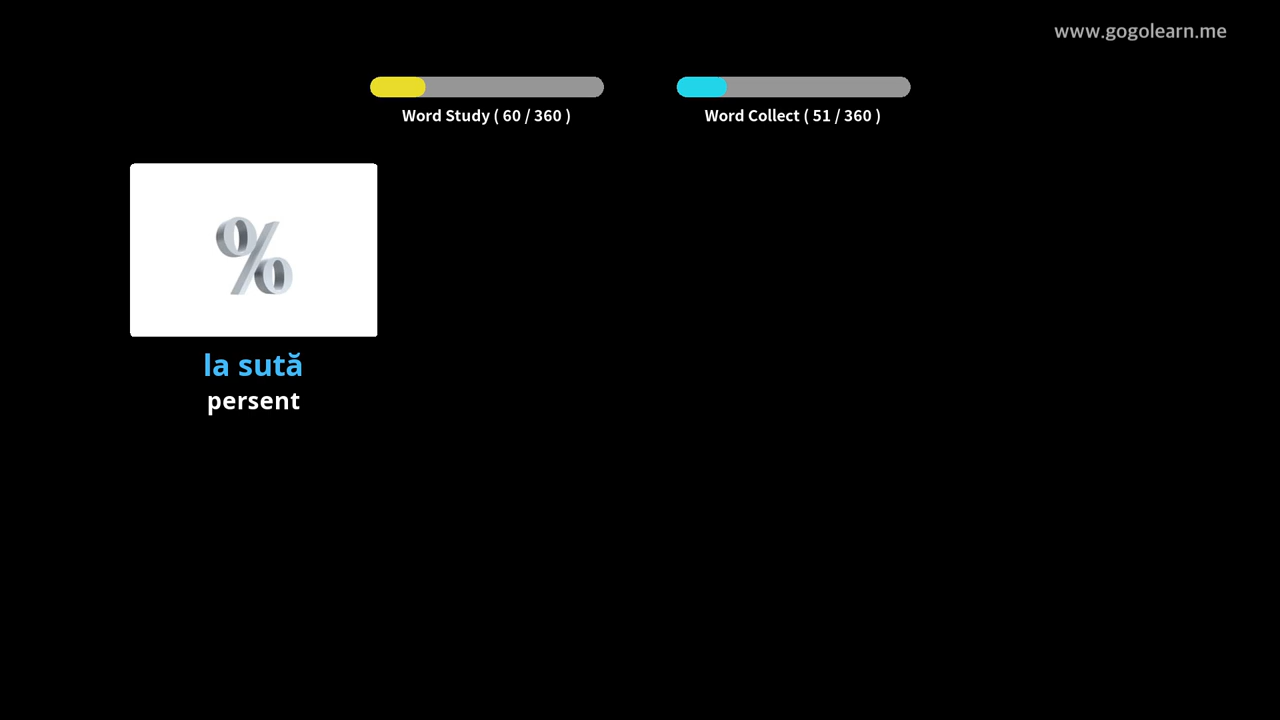 www.gogolearn.me
Word Study ( 60 / 360 )
Word Collect ( 51 / 360 )
%
la sută
persent